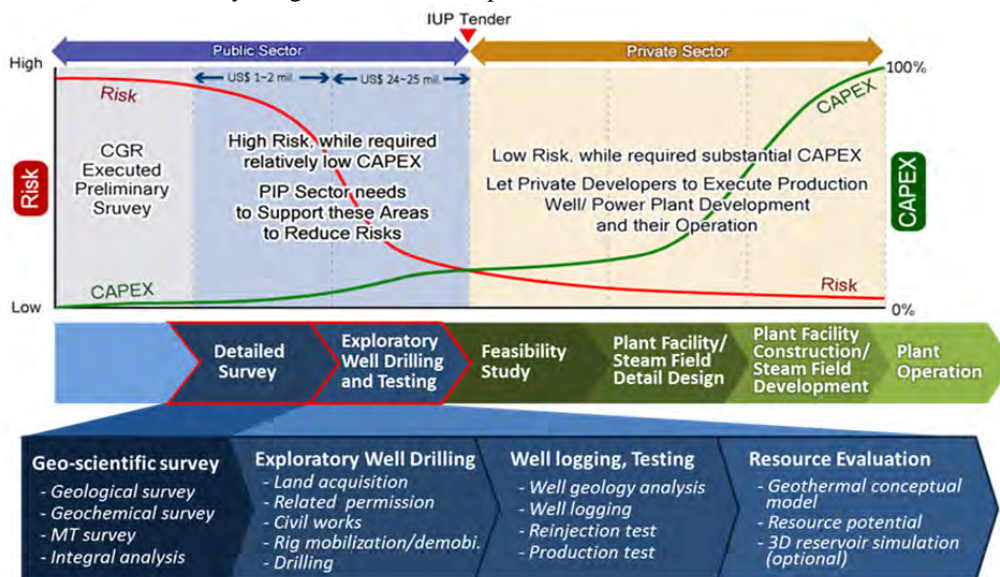 IUP Tender
Public Sector
Private Sector
High
US$ 1~2 mil.
US$ 24~25 mil.
100%
Risk
CAPEX
CGR
Executed
Preliminary
Sruvey
High Risk, while required
relatively low CAPEX
PIP Sector needs
to Support these Areas
to Reduce Risks
Low Risk, while required substantial CAPEX
Let Private Developers to Execute Production
Well/ Power Plant Development
and their Operation
Risk
CAPEX
CAPEX
Risk
Low
0%
Detailed
Survey
Exploratory
Well Drilling
and Testing
Feasibility
Study
Plant Facility/
Steam Field
Detail Design
Plant Facility
Construction/
Steam Field
Development
Plant
Operation
Geo-scientific survey
- Geological survey
- Geochemical survey
- MT survey
- Integral analysis
Exploratory Well Drilling
- Land acquisition
- Related permission
- Civil works
- Rig mobilization/demobi.
- Drilling
Well logging, Testing
- Well geology analysis
- Well logging
- Reinjection test
- Production test
Resource Evaluation
- Geothermal conceptual
model
- Resource potential
- 3D reservoir simulation
(optional)